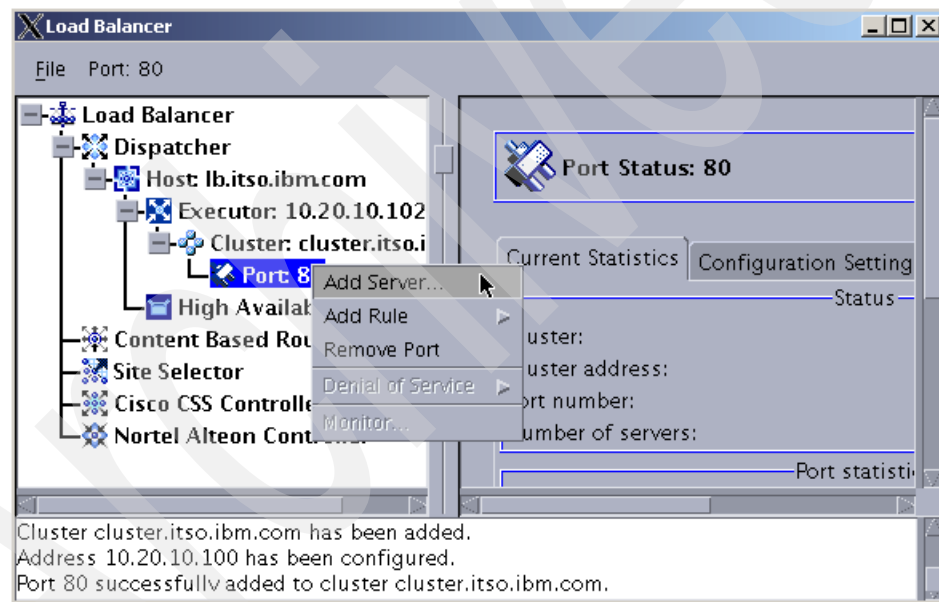 Load Balancer
File Port: 80
Load Balancer
Dispatcher
Host: lb.itso.ibm.com
Executor: 10.20.10.102
Cluster: cluster.itso.i
Port: 8
High Availab
Content Based Rou
Site Selector
Cisco CSS Controlle
Nortel Alteon Cont
Add Server...
Add Rule
Remove Port
Denial of Service
Monitor...
Port Status: 80
Current Statistics Configuration Setting
Status
uster:
uster address:
ort number:
umber of servers:
Port statisti
Cluster cluster.itso.ibm.com has been added.
Address 10.20.10.100 has been configured.
Port 80 successfully added to cluster cluster.itso.ibm.com.